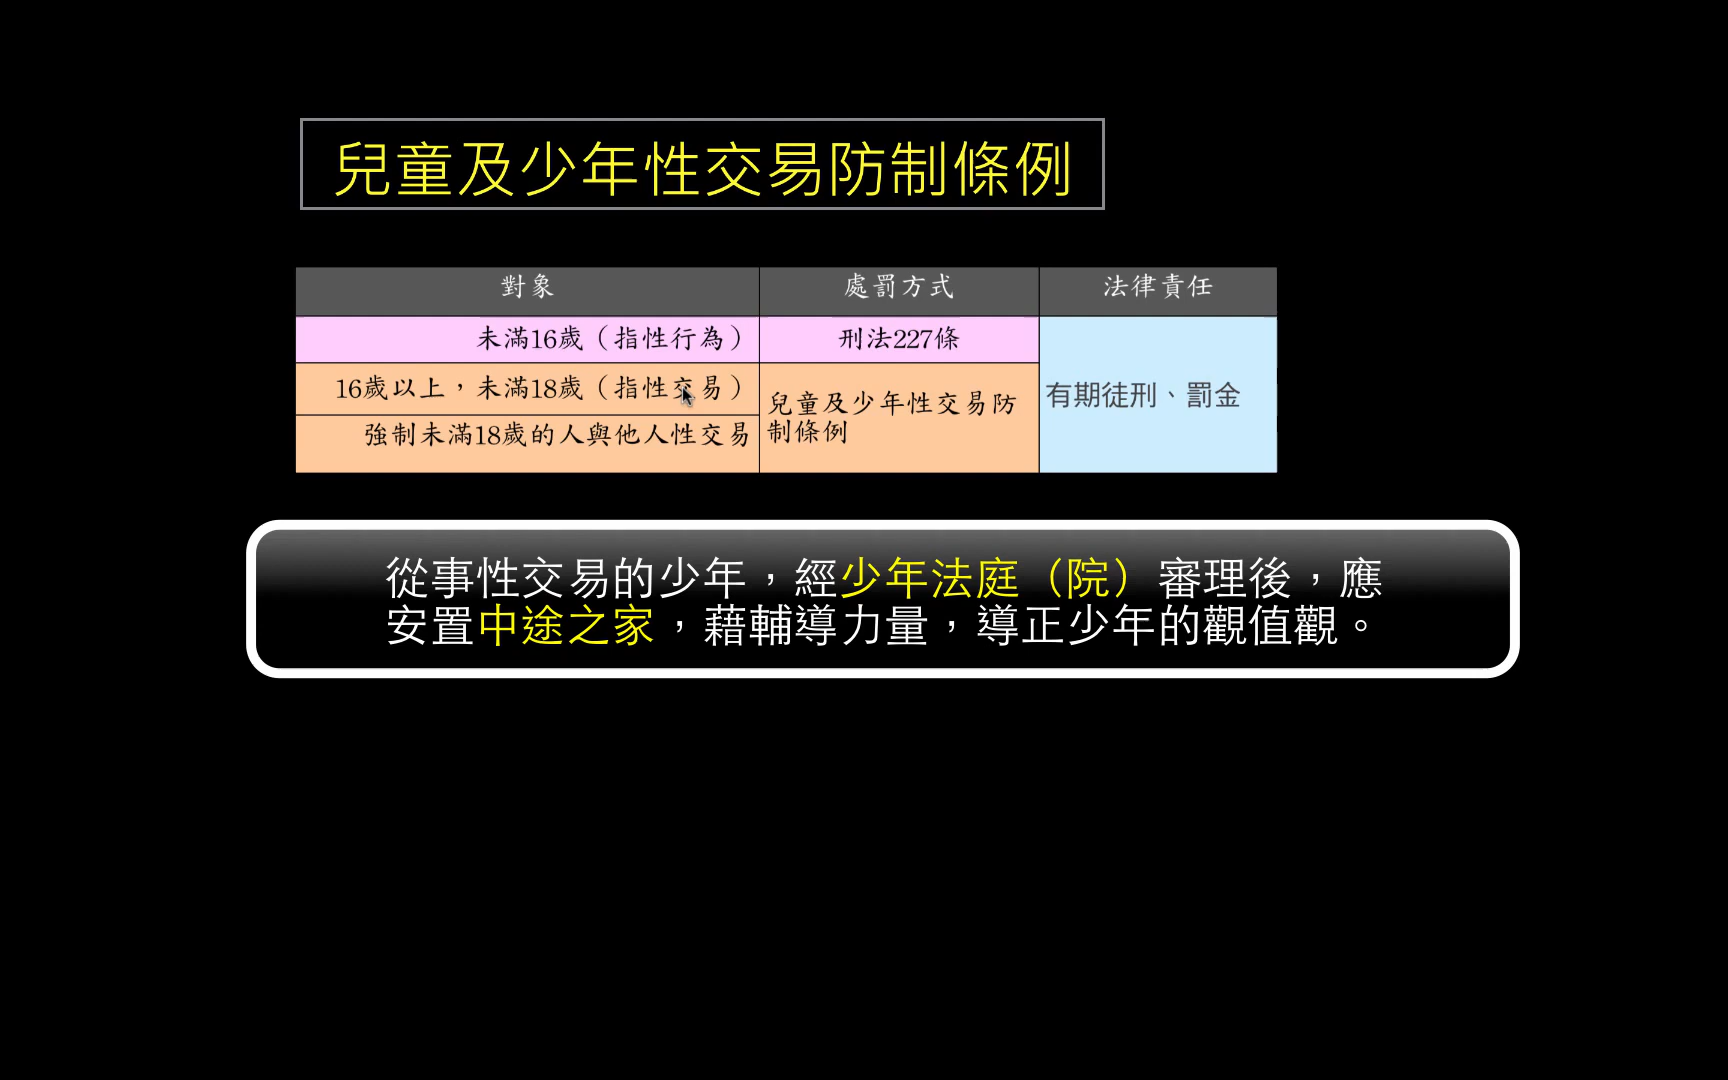 兒童及少年性交易防制條例
對象 處罰方式 法律責任
未滿16歲（指性行為） 刑法227條
16歲以上，未滿18歲（指性交易）
兒童及少年性交易防
制條例
有期徒刑、罰金
強制未滿18歲的人與他人性交易
從事性交易的少年，經少年法庭（院）審理後，應
安置中途之家，藉輔導力量，導正少年的觀值觀。